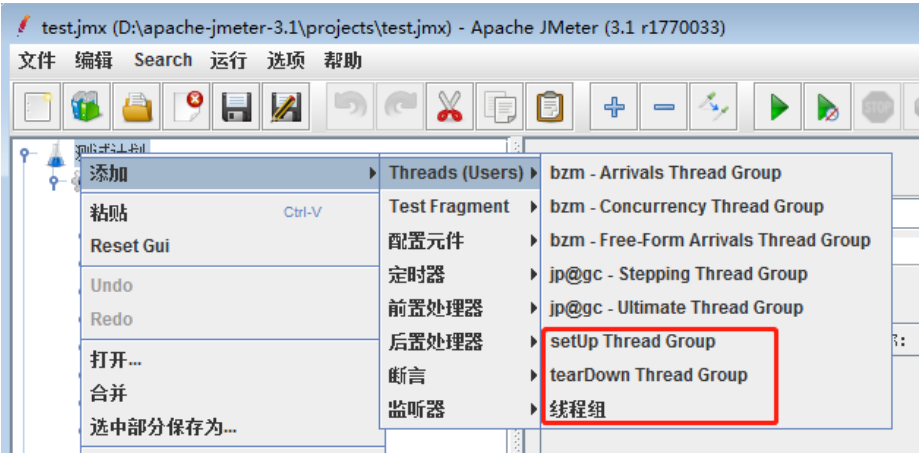 test.jmx (D:\apache-jmeter-3.1\projects\test.jmx) - Apache JMeter (3.1 r1770033)
文件 编辑 Search 运行 选项 帮助
STOP
测试计划
添加
粘贴 Ctrl-V
Reset Gui
Undo
Redo
打开...
合并
选中部分保存为...
Threads (Users)
Test Fragment
配置元件
定时器
前置处理器
后置处理器
断言
监听器
bzm - Arrivals Thread Group
bzm - Concurrency Thread Group
bzm - Free-Form Arrivals Thread Group
jp@gc - Stepping Thread Group
jp@gc - Ultimate Thread Group
setUp Thread Group
tearDown Thread Group
线程组